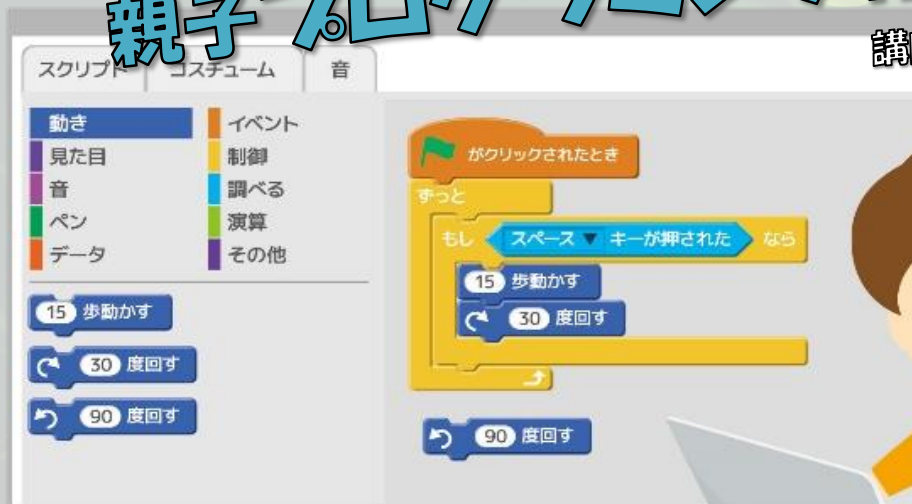 親子プログラミング
講
スクリプト コスチューム 音
動き イベント
見た目 制御
音 調べる
ペン 演算
データ その他
15 歩動かす
30 度回す
90 度回す
がクリックされたとき
ずっと
もし スペース キーが押された なら
15 歩動かす
30 度回す
90 度回す